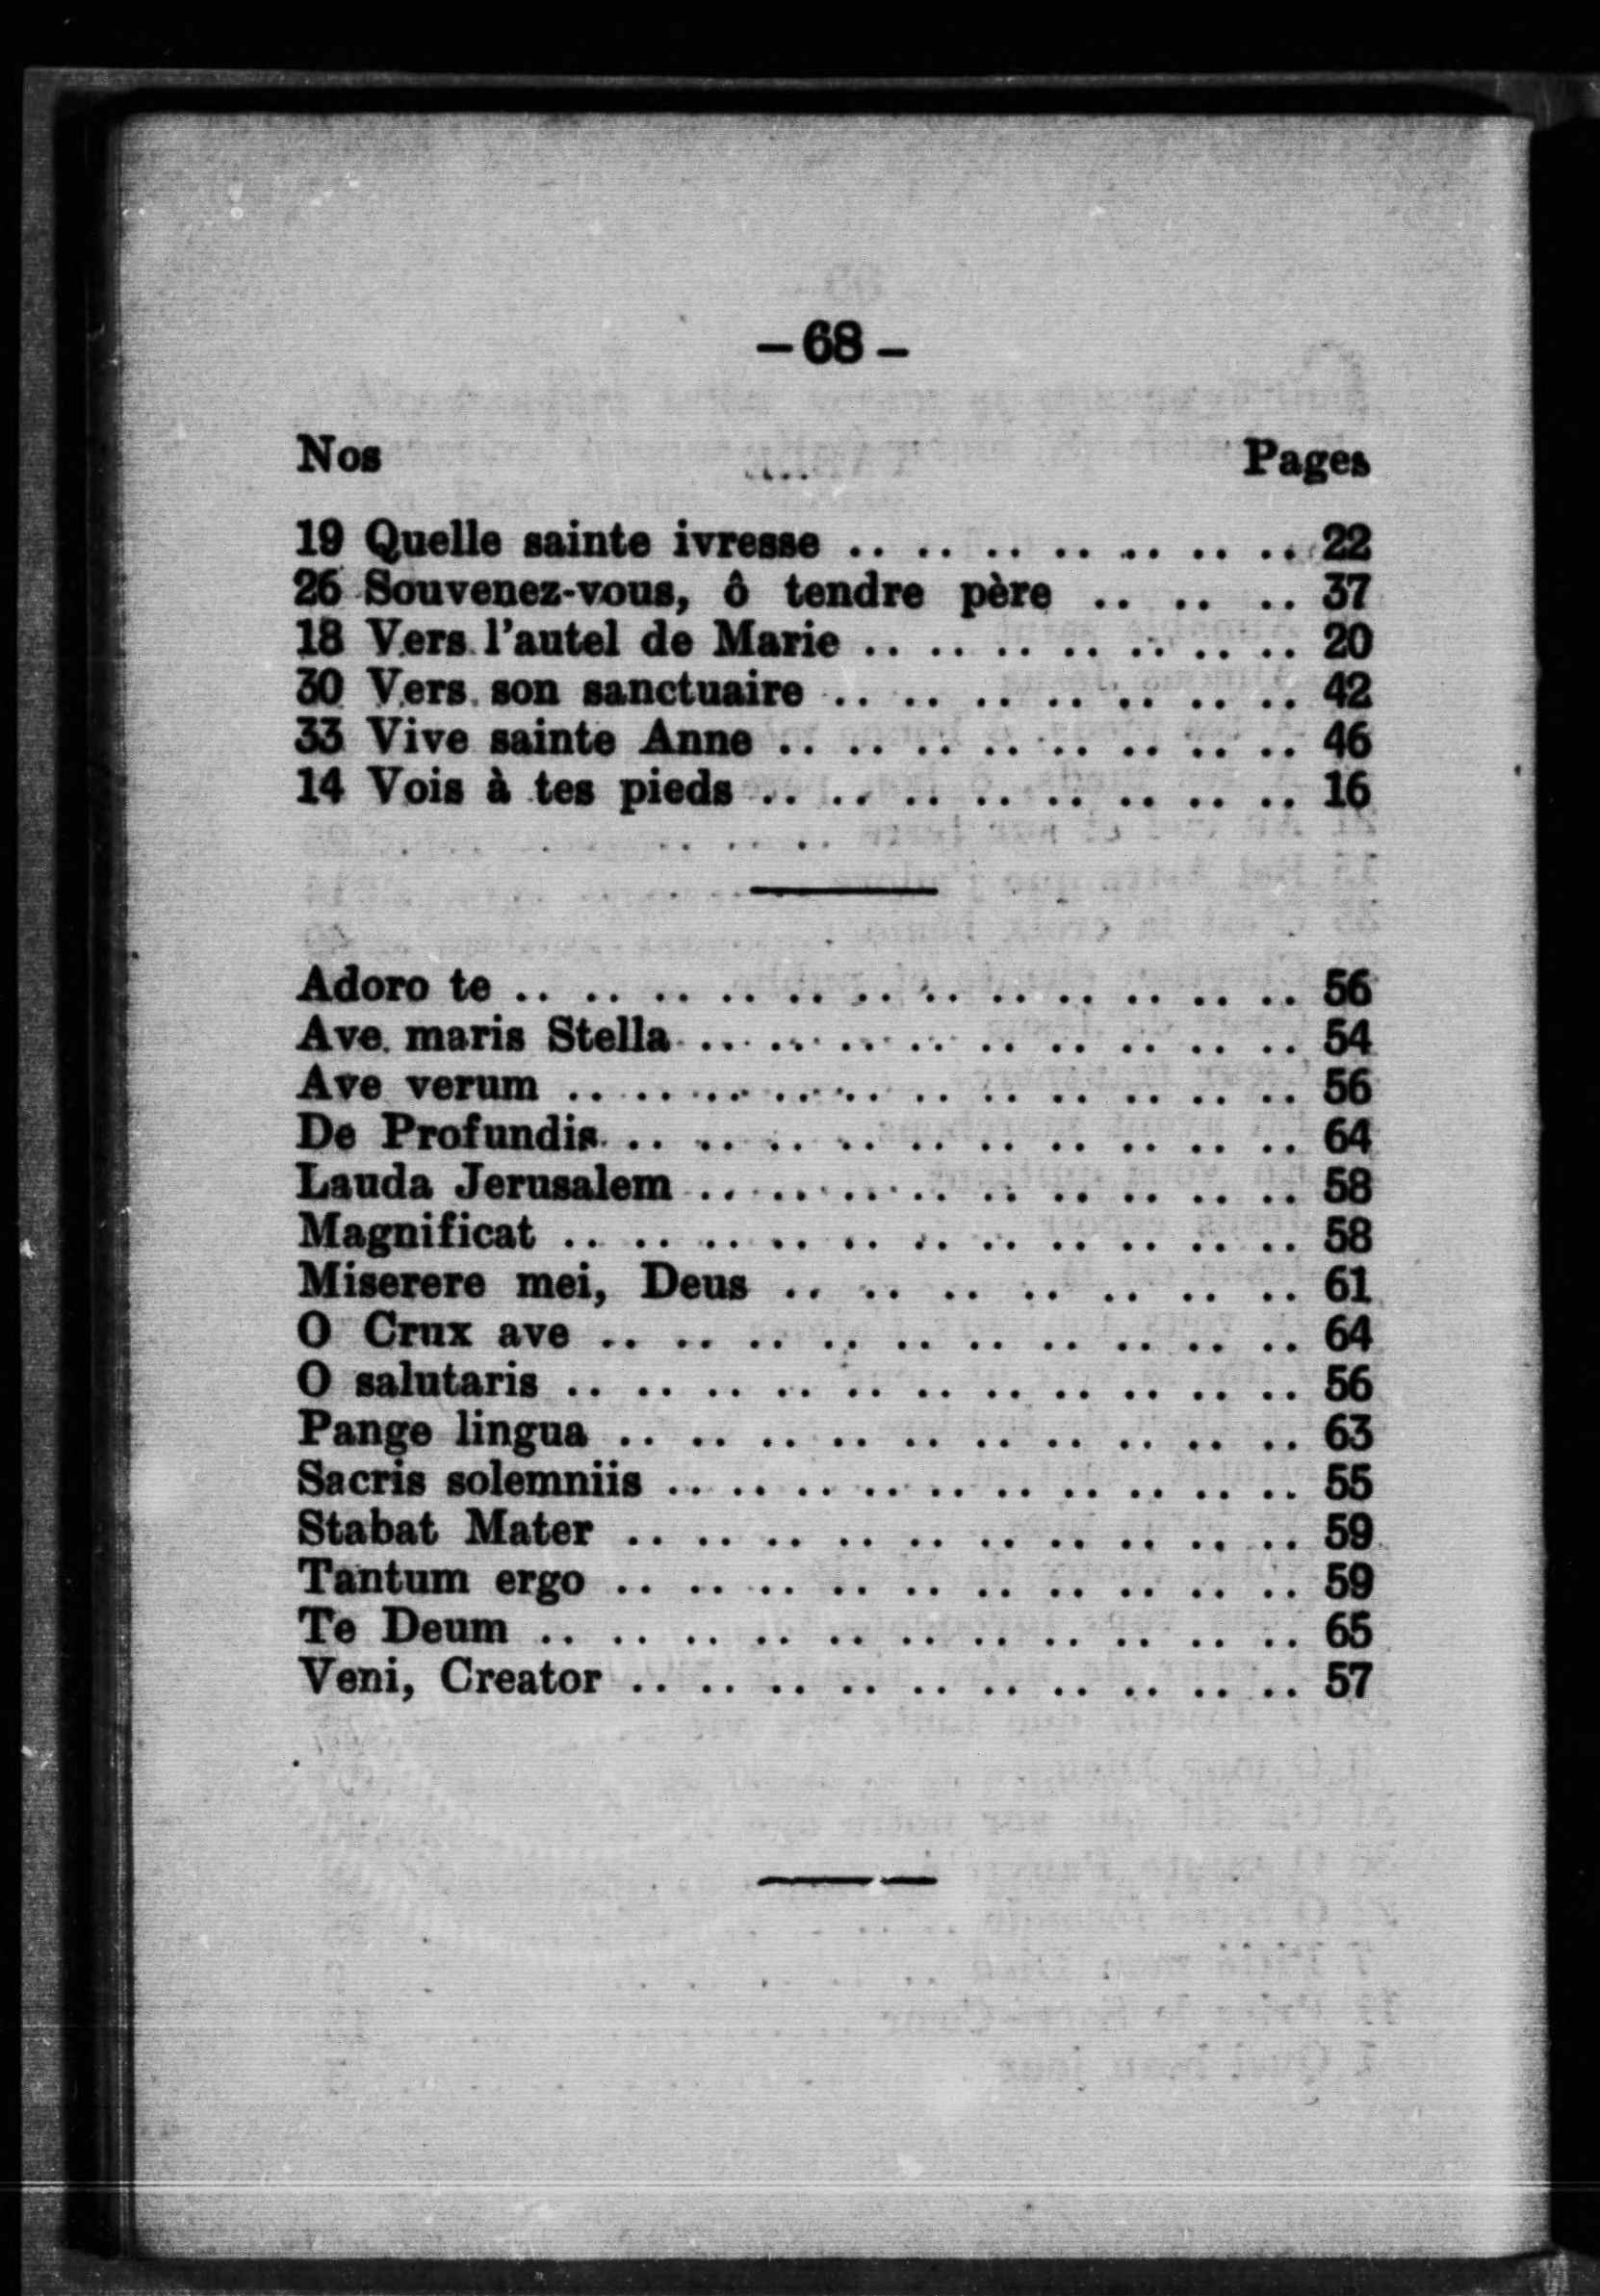 – 68 –
Nos Pages
19 Quelle sainte ivresse .. .. .. .. .. .. .. 22
26 Souvenez-vous, ô tendre père .. .. .. 37
18 Vers l'autel de Marie .. .. .. .. .. .. .. 20
30 Vers son sanctuaire .. .. .. .. .. .. .. 42
33 Vive sainte Anne .. .. .. .. .. .. .. .. 46
14 Vois à tes pieds .. .. .. .. .. .. .. .. 16
Adoro te .. .. .. .. .. .. .. .. .. .. .. .. 56
Ave maris Stella .. .. .. .. .. .. .. .. .. 54
Ave verum .. .. .. .. .. .. .. .. .. .. .. 56
De Profundis .. .. .. .. .. .. .. .. .. .. 64
Lauda Jerusalem .. .. .. .. .. .. .. .. .. 58
Magnificat .. .. .. .. .. .. .. .. .. .. .. 58
Miserere mei, Deus .. .. .. .. .. .. .. 61
O Crux ave .. .. .. .. .. .. .. .. .. .. 64
O salutaris .. .. .. .. .. .. .. .. .. .. .. 56
Pange lingua .. .. .. .. .. .. .. .. .. .. 63
Sacris solemniis .. .. .. .. .. .. .. .. .. .. 55
Stabat Mater .. .. .. .. .. .. .. .. .. .. 59
Tantum ergo .. .. .. .. .. .. .. .. .. .. 59
Te Deum .. .. .. .. .. .. .. .. .. .. .. 65
Veni, Creator .. .. .. .. .. .. .. .. .. .. 57